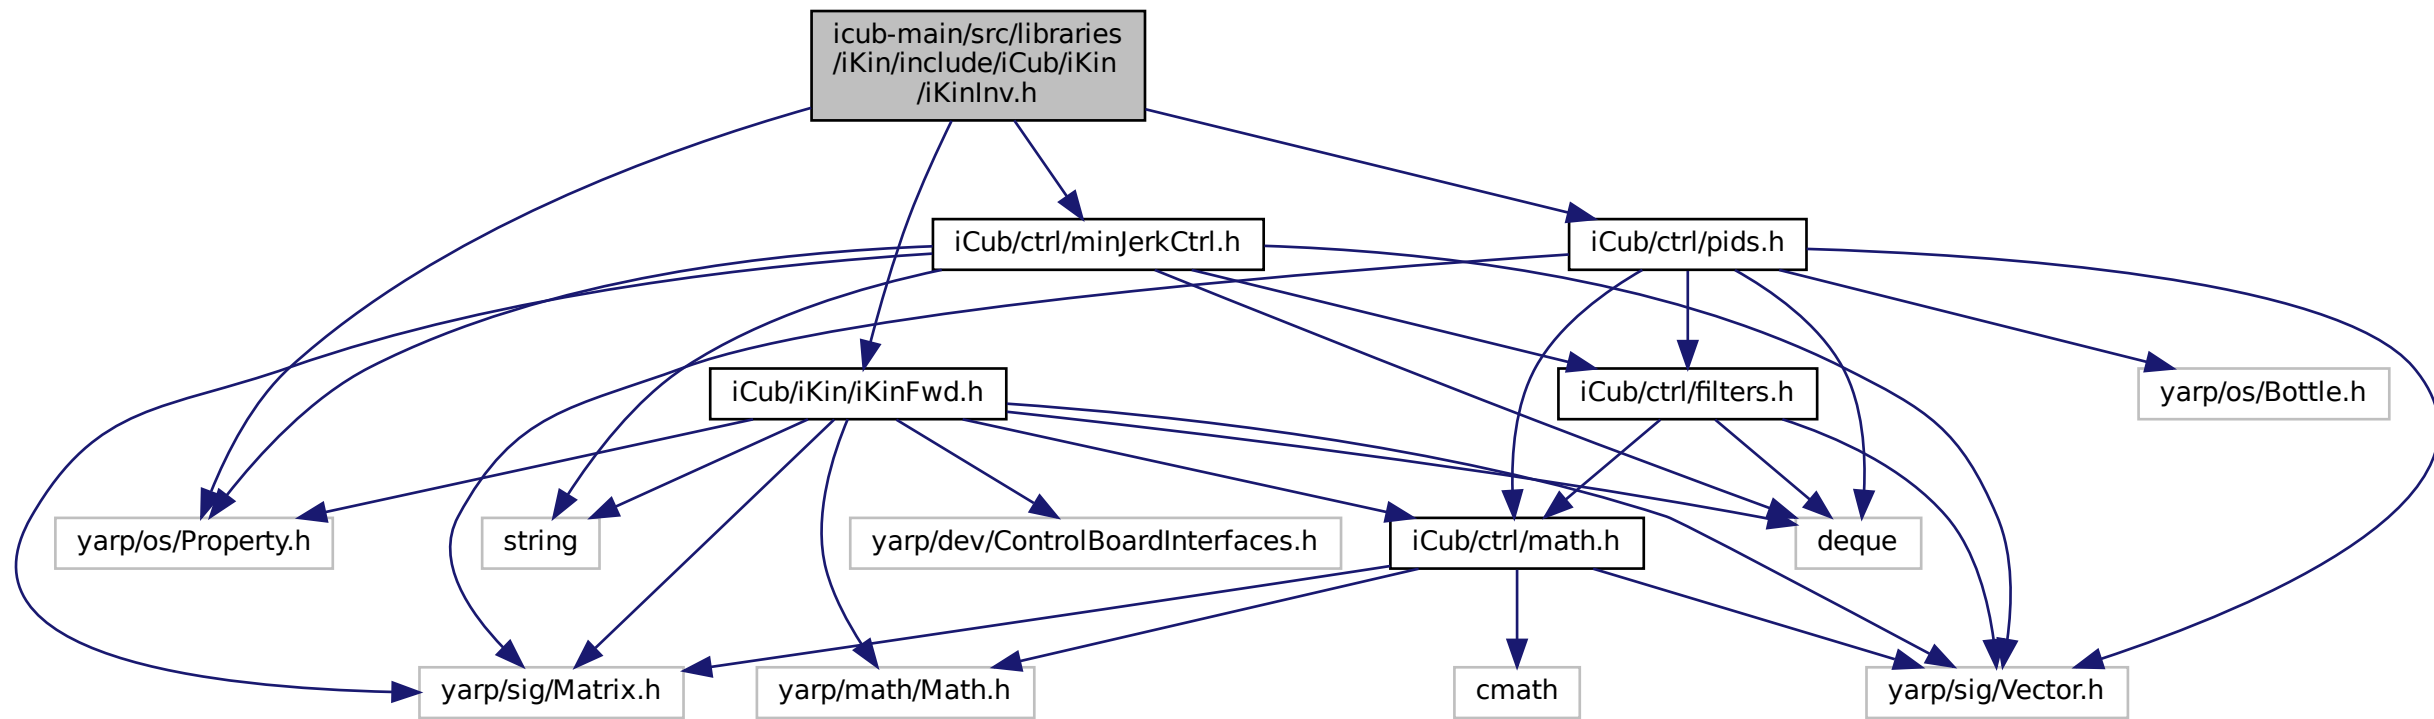 icub-main/src/libraries
/iKin/include/iCub/iKin
/iKinInv.h
iCub/ctrl/minJerkCtrl.h
iCub/ctrl/pids.h
iCub/iKin/iKinFwd.h
iCub/ctrl/filters.h
yarp/os/Bottle.h
yarp/os/Property.h
string
yarp/dev/ControlBoardInterfaces.h
iCub/ctrl/math.h
deque
yarp/sig/Matrix.h
yarp/math/Math.h
cmath
yarp/sig/Vector.h